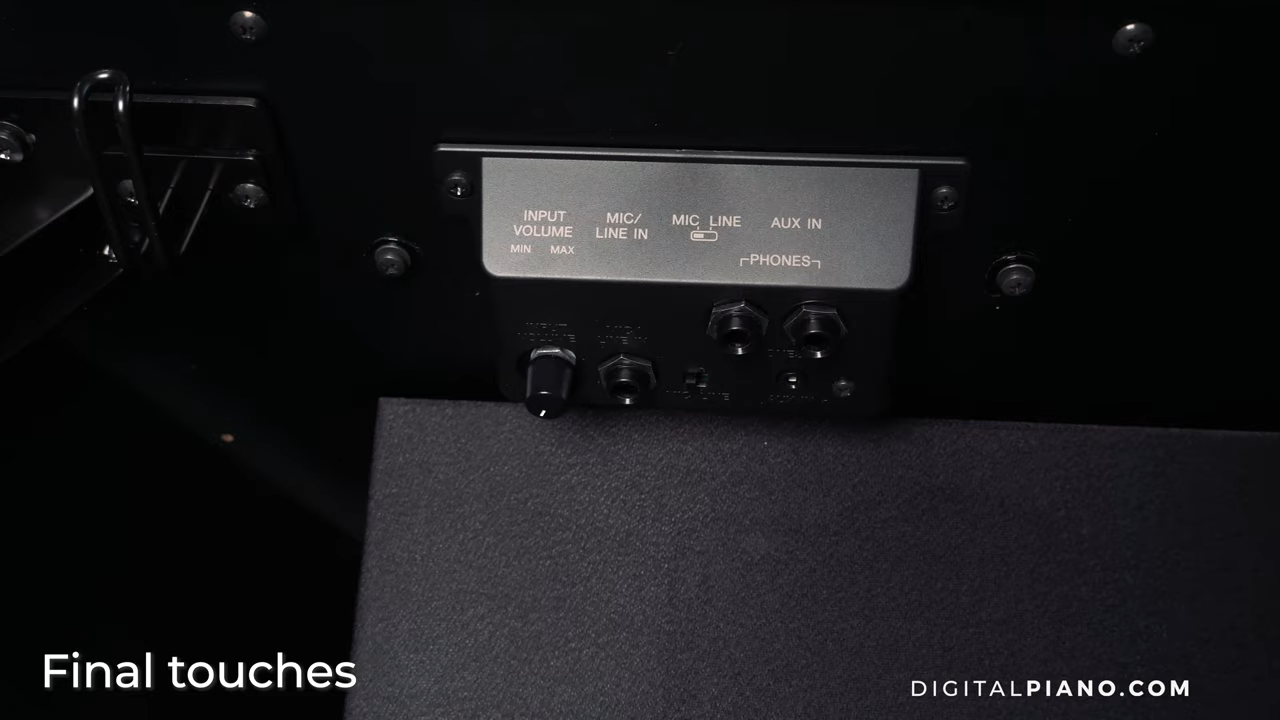 INPUT
VOLUME
MIN MAX
MIC/
LINE IN
MIC LINE
AUX IN
PHONES
Final touches
DIGITALPIANO.COM